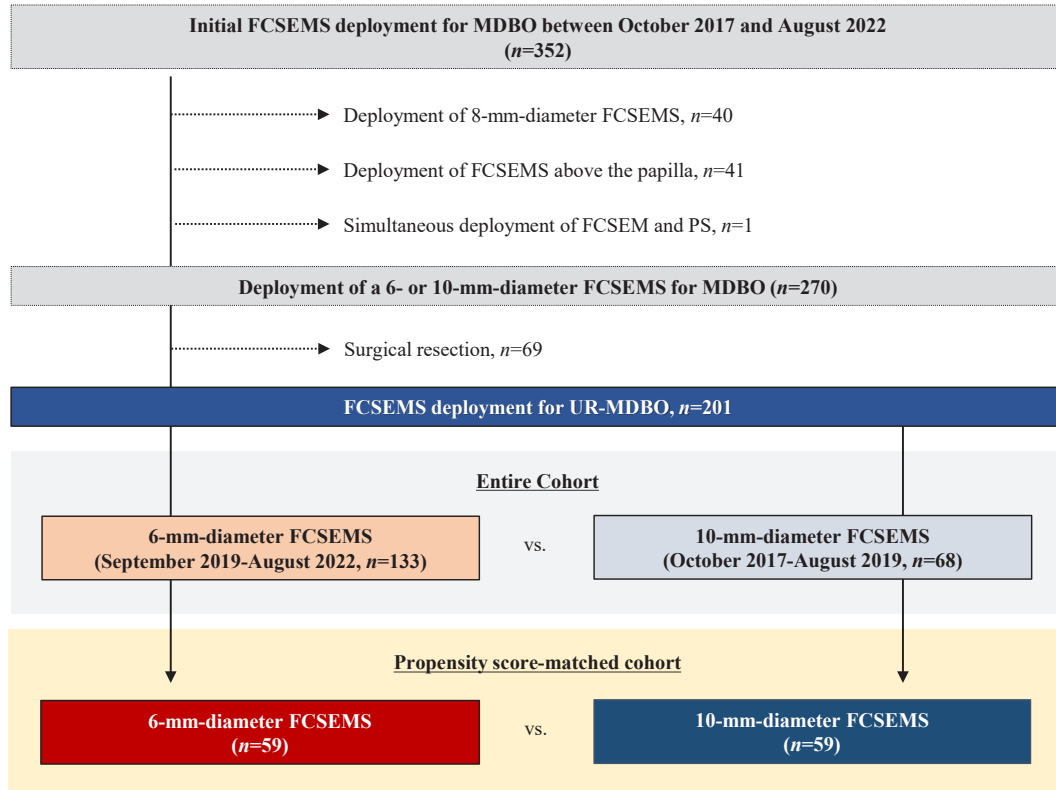 Initial FCSEMS deployment for MDBO between October 2017 and August 2022
(n=352)
Deployment of 8-mm-diameter FCSEMS, n=40
Deployment of FCSEMS above the papilla, n=41
Simultaneous deployment of FCSEM and PS, n=1
Deployment of a 6- or 10-mm-diameter FCSEMS for MDBO (n=270)
Surgical resection, n=69
FCSEMS deployment for UR-MDBO, n=201
Entire Cohort
6-mm-diameter FCSEMS
(September 2019-August 2022, n=133)
vs.
10-mm-diameter FCSEMS
(October 2017-August 2019, n=68)
Propensity score-matched cohort
6-mm-diameter FCSEMS
(n=59)
vs.
10-mm-diameter FCSEMS
(n=59)